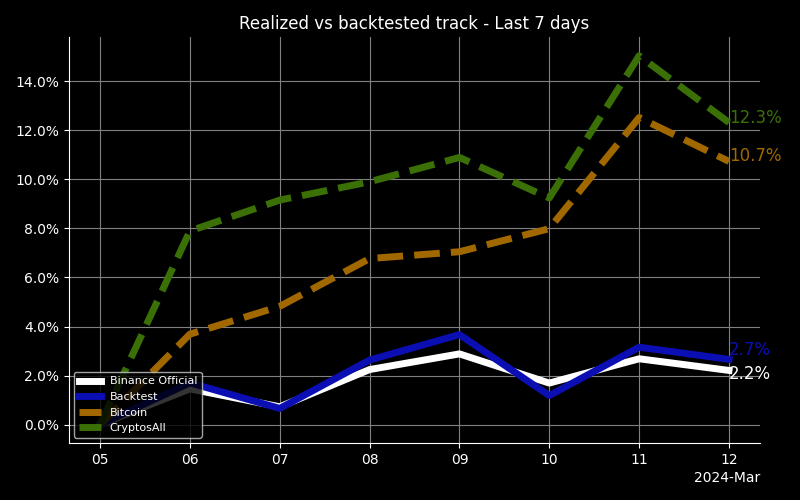 Realized vs backtested track - Last 7 days
14.0%
12.0%
10.0%
8.0%
6.0%
4.0%
2.0%
0.0%
12.3%
10.7%
2.7%
2.2%
Binance Official
Backtest
Bitcoin
CryptosAll
05 06 07 08 09 10 11 12
2024-Mar